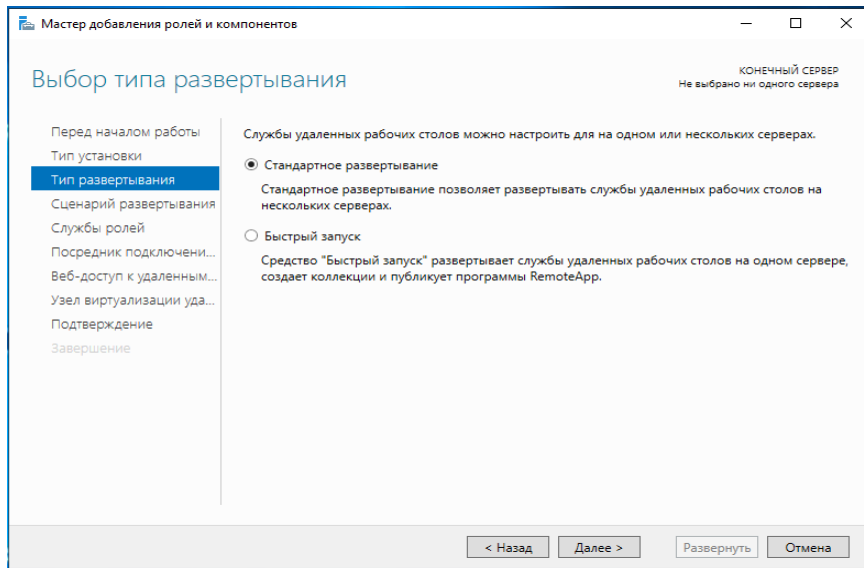 Мастер добавления ролей и компонентов
Выбор типа развертывания
КОНЕЧНЫЙ СЕРВЕР
Не выбрано ни одного сервера
Перед началом работы
Тип установки
Тип развертывания
Сценарий развертывания
Службы ролей
Посредник подключени...
Веб-доступ к удаленным...
Узел виртуализации уда...
Подтверждение
Завершение
Службы удаленных рабочих столов можно настроить для на одном или нескольких серверах.
Стандартное развертывание
Стандартное развертывание позволяет развертывать службы удаленных рабочих столов на
нескольких серверах.
Быстрый запуск
Средство "Быстрый запуск" развертывает службы удаленных рабочих столов на одном сервере,
создает коллекции и публикует программы RemoteApp.
< Назад
Далее >
Развернуть
Отмена